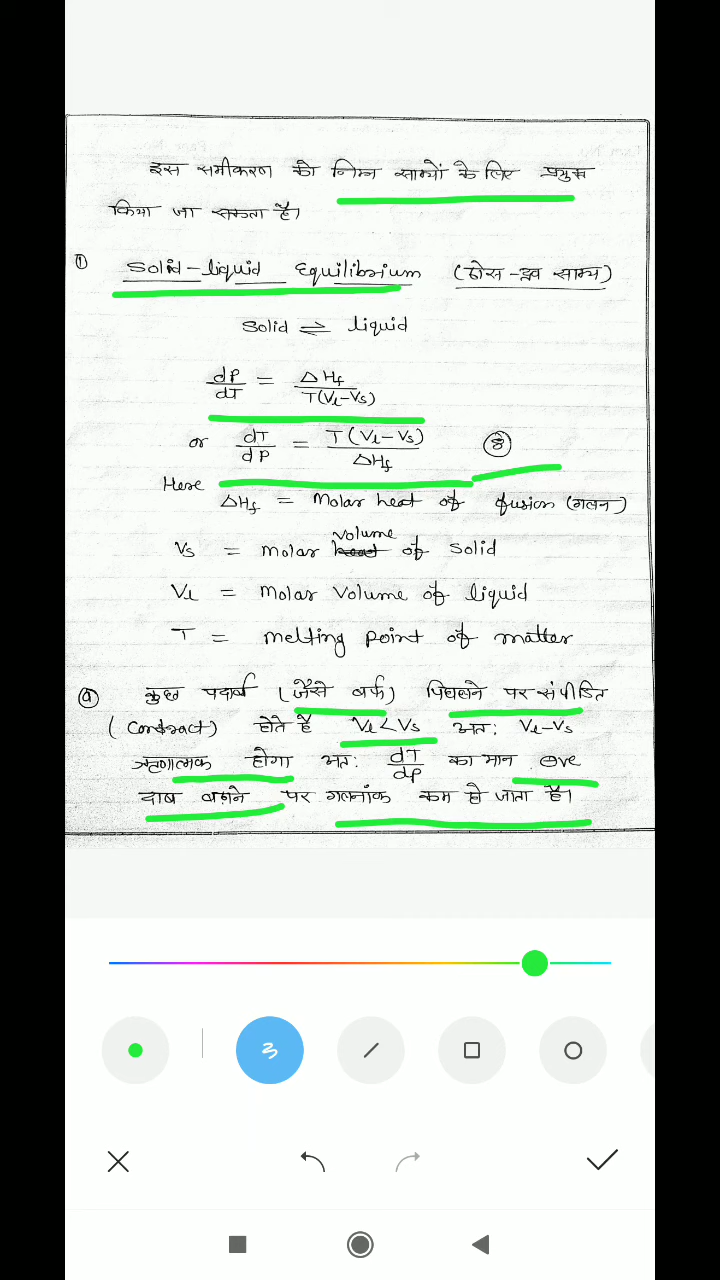 इस समीकरण को निम्न साम्यों के लिए प्रयुक्त
किया जा सकता है।
① Solid-liquid Equilibrium (ठोस-द्रव साम्य)
Solid ⇌ liquid
dP/dT = ΔHf / T(Vl-Vs)
or dT/dP = T(Vl-Vs) / ΔHf ⑧
Here
ΔHf = Molar heat of fusion (गलन)
Vs = molar volume of solid
Vl = molar volume of liquid
T = melting point of matter
ⓐ कुछ पदार्थ (जैसे बर्फ) पिघलने पर संपीडित
(Contract) होते है Vl<Vs अत: Vl-Vs
ऋणात्मक होगा अत: dT/dP का मान ⊖ve
दाब बढ़ाने पर गलनांक कम हो जाता है।